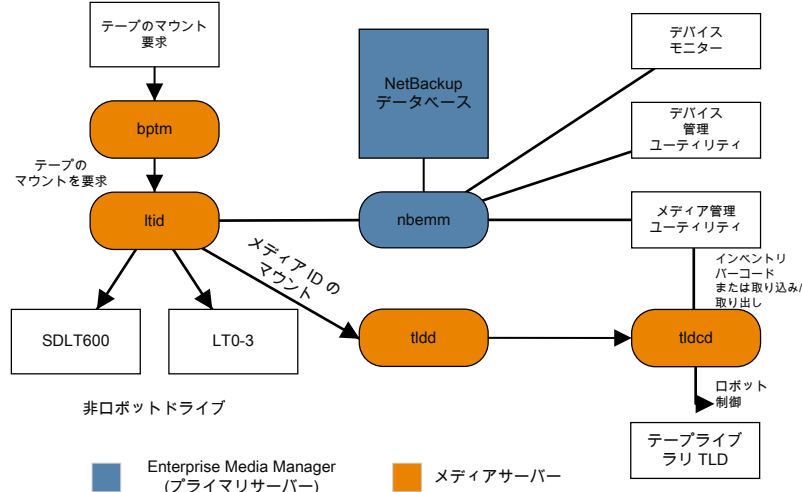 テープのマウント
要求
NetBackup
データベース
デバイス
モニター
bptm
デバイス
管理
ユーティリティ
テープの
マウントを要求
ltid
nbemm
メディア管理
ユーティリティ
メディア ID の
マウント
インベントリ
バーコード
または取り込み/
取り出し
SDLT600
LT0-3
tldd
tldcd
非ロボットドライブ
ロボット
制御
テープライブ
ラリ TLD
Enterprise Media Manager
(プライマリサーバー)
メディアサーバー